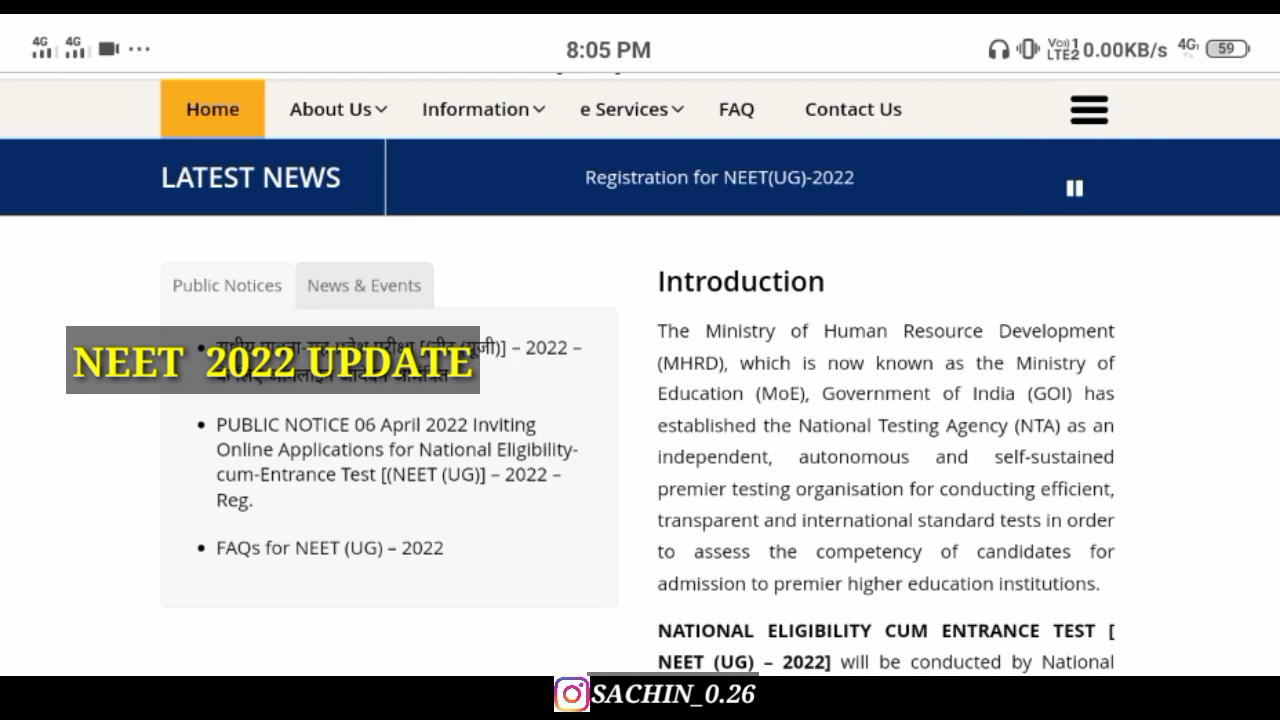 4G 4G
8:05 PM
Vo)) 1
LTE2 0.00KB/s 4G 59
Home About Us Information e Services FAQ Contact Us
LATEST NEWS
Registration for NEET(UG)-2022
Public Notices News & Events
– 2022 –
NEET 2022 UPDATE
PUBLIC NOTICE 06 April 2022 Inviting
Online Applications for National Eligibility-
cum-Entrance Test [(NEET (UG)] – 2022 –
Reg.
FAQs for NEET (UG) – 2022
Introduction
The Ministry of Human Resource Development
(MHRD), which is now known as the Ministry of
Education (MoE), Government of India (GOI) has
established the National Testing Agency (NTA) as an
independent, autonomous and self-sustained
premier testing organisation for conducting efficient,
transparent and international standard tests in order
to assess the competency of candidates for
admission to premier higher education institutions.
NATIONAL ELIGIBILITY CUM ENTRANCE TEST [
NEET (UG) – 2022] will be conducted by National
SACHIN_0.26